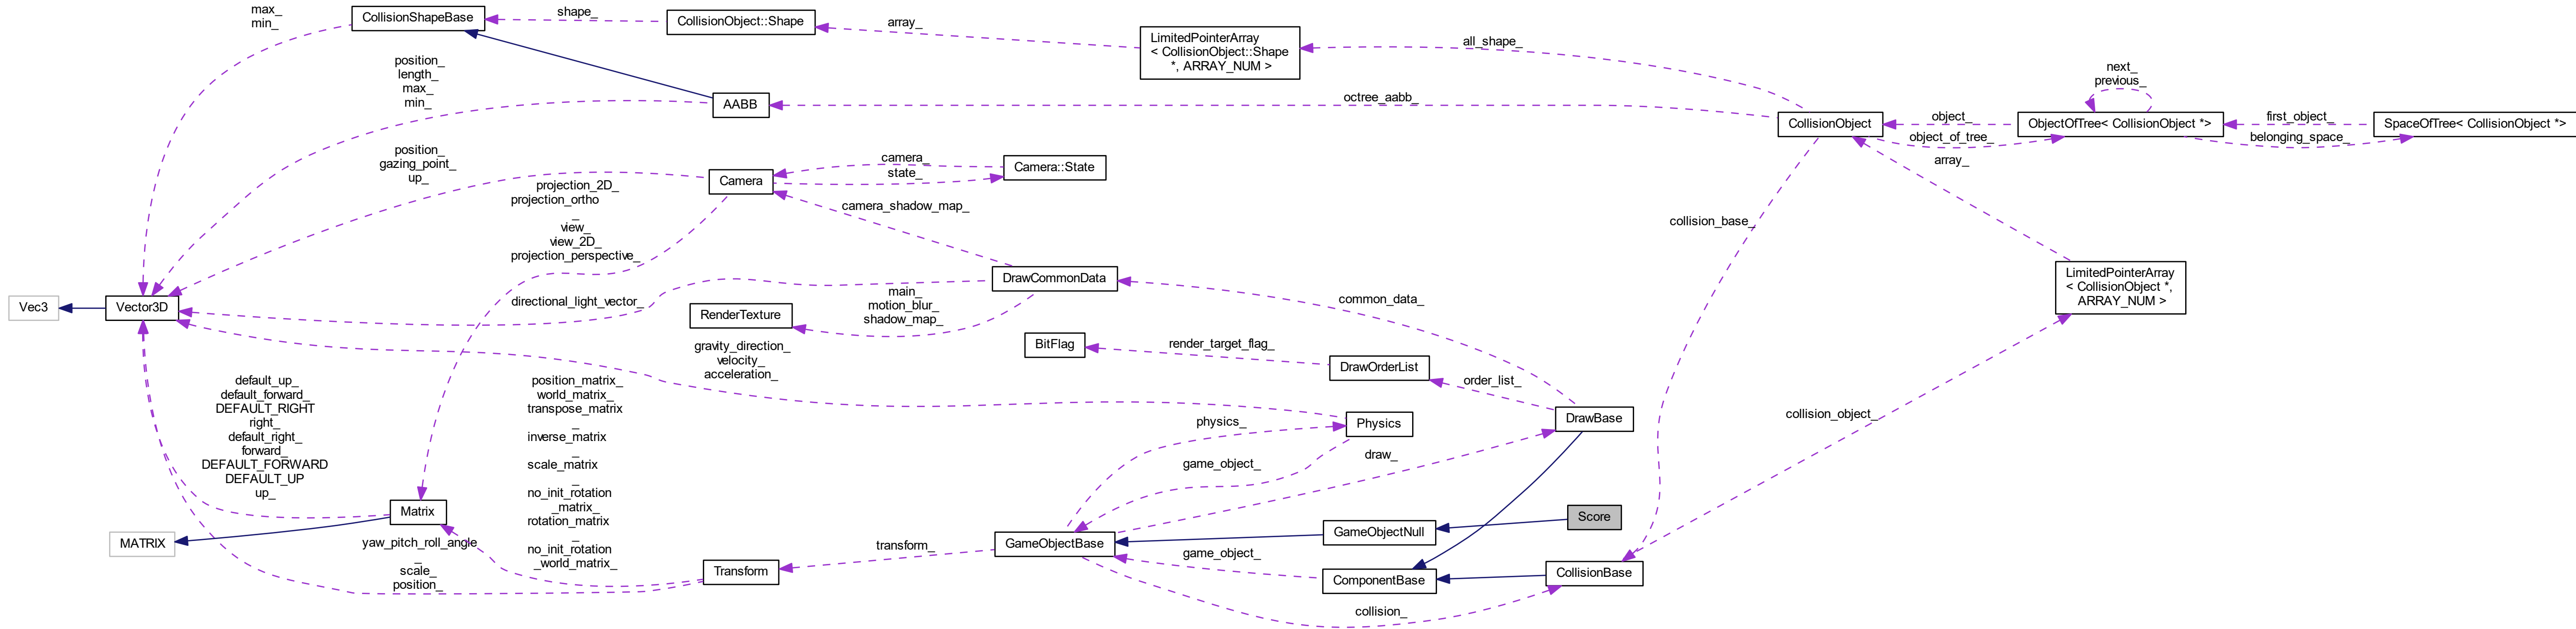 max_
min_
CollisionShapeBase
shape_
CollisionObject::Shape
array_
LimitedPointerArray
< CollisionObject::Shape
*, ARRAY_NUM >
all_shape_
position_
length_
max_
min_
AABB
octree_aabb_
CollisionObject
object_
object_of_tree_
next_
previous_
ObjectOfTree< CollisionObject *>
first_object_
belonging_space_
SpaceOfTree< CollisionObject *>
position_
gazing_point_
up_
Camera
camera_
state_
Camera::State
array_
projection_2D_
projection_ortho
_
view_
view_2D_
projection_perspective_
camera_shadow_map_
collision_base_
DrawCommonData
LimitedPointerArray
< CollisionObject *,
ARRAY_NUM >
Vec3
Vector3D
directional_light_vector_
main_
motion_blur_
shadow_map_
common_data_
RenderTexture
BitFlag
render_target_flag_
DrawOrderList
order_list_
gravity_direction_
velocity_
acceleration_
default_up_
default_forward_
DEFAULT_RIGHT
right_
default_right_
forward_
DEFAULT_FORWARD
DEFAULT_UP
up_
position_matrix_
world_matrix_
transpose_matrix
_
inverse_matrix
_
scale_matrix
_
no_init_rotation
_matrix_
rotation_matrix
_
no_init_rotation
_world_matrix_
physics_
Physics
game_object_
draw_
DrawBase
collision_object_
Matrix
MATRIX
yaw_pitch_roll_angle
_
scale_
position_
Transform
transform_
GameObjectBase
GameObjectNull
Score
game_object_
ComponentBase
CollisionBase
collision_